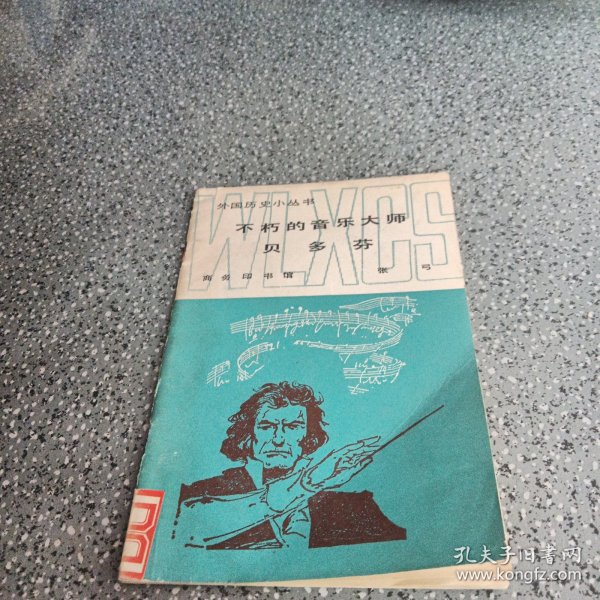 WLXCS
外国历史小丛书
不朽的音乐大师
贝多芬
商务印书馆 张弓
孔夫子旧书网
www.kongfz.com